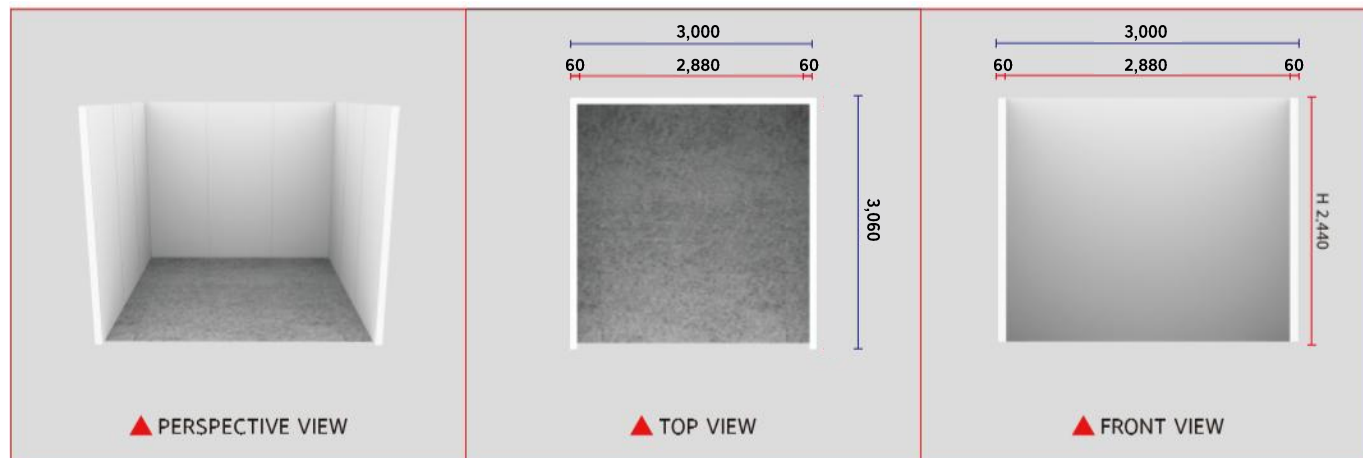 3,000
60 2,880 60
3,060
▲ PERSPECTIVE VIEW
▲ TOP VIEW
3,000
60 2,880 60
H 2,440
▲ FRONT VIEW